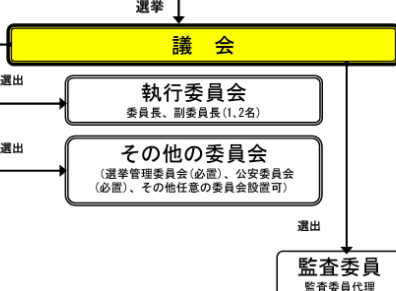 選挙
議 会
選出
執行委員会
委員長、副委員長(1、2名)
選出
その他の委員会
(選挙管理委員会(必置)、公安委員会
(必置)、その他任意の委員会設置可)
選出
監査委員
監査委員代理